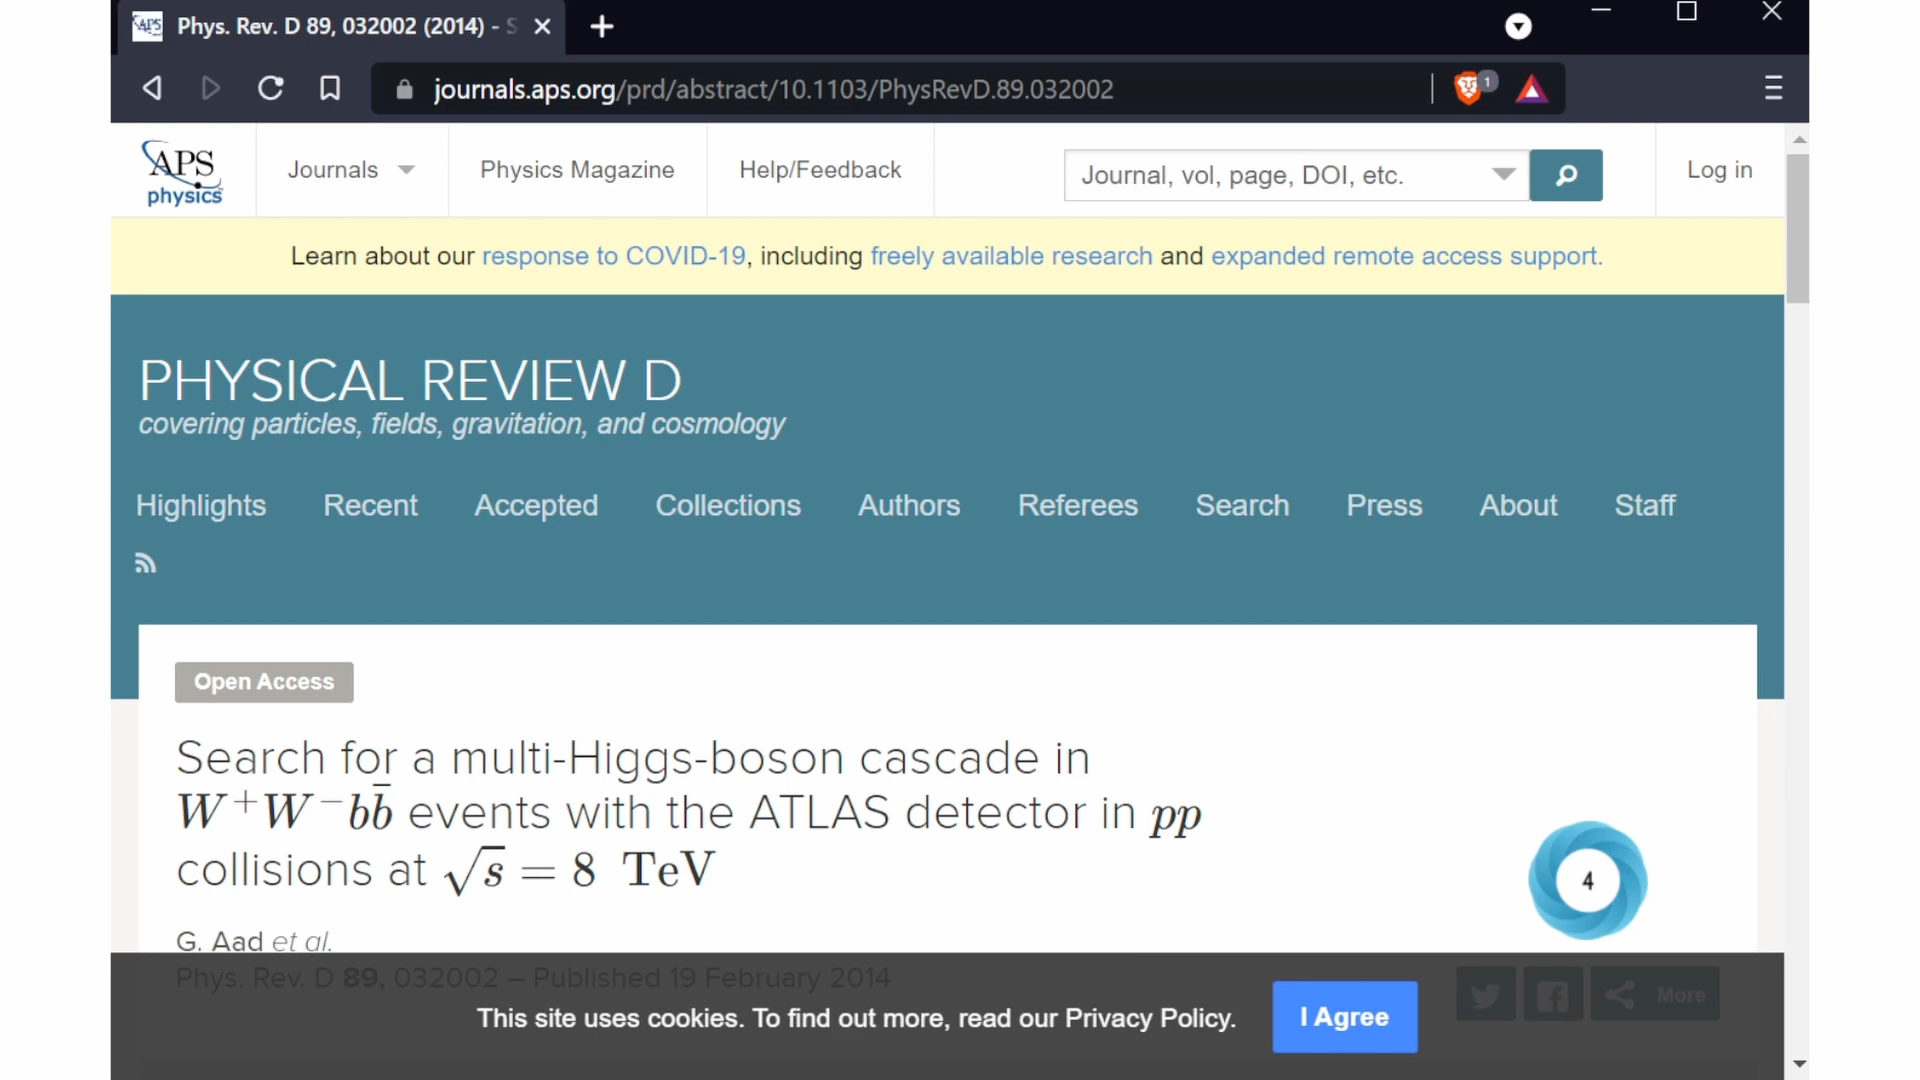 Phys. Rev. D 89, 032002 (2014) - S
journals.aps.org/prd/abstract/10.1103/PhysRevD.89.032002
1
APS
physics
Journals
Physics Magazine
Help/Feedback
Journal, vol, page, DOI, etc.
Log in
Learn about our response to COVID-19, including freely available research and expanded remote access support.
PHYSICAL REVIEW D
covering particles, fields, gravitation, and cosmology
Highlights Recent Accepted Collections Authors Referees Search Press About Staff
Open Access
Search for a multi-Higgs-boson cascade in
W⁺W⁻bb̄ events with the ATLAS detector in pp
collisions at √s = 8 TeV
4
G. Aad et al.
Phys. Rev. D 89, 032002 – Published 19 February 2014
More
This site uses cookies. To find out more, read our Privacy Policy.
I Agree